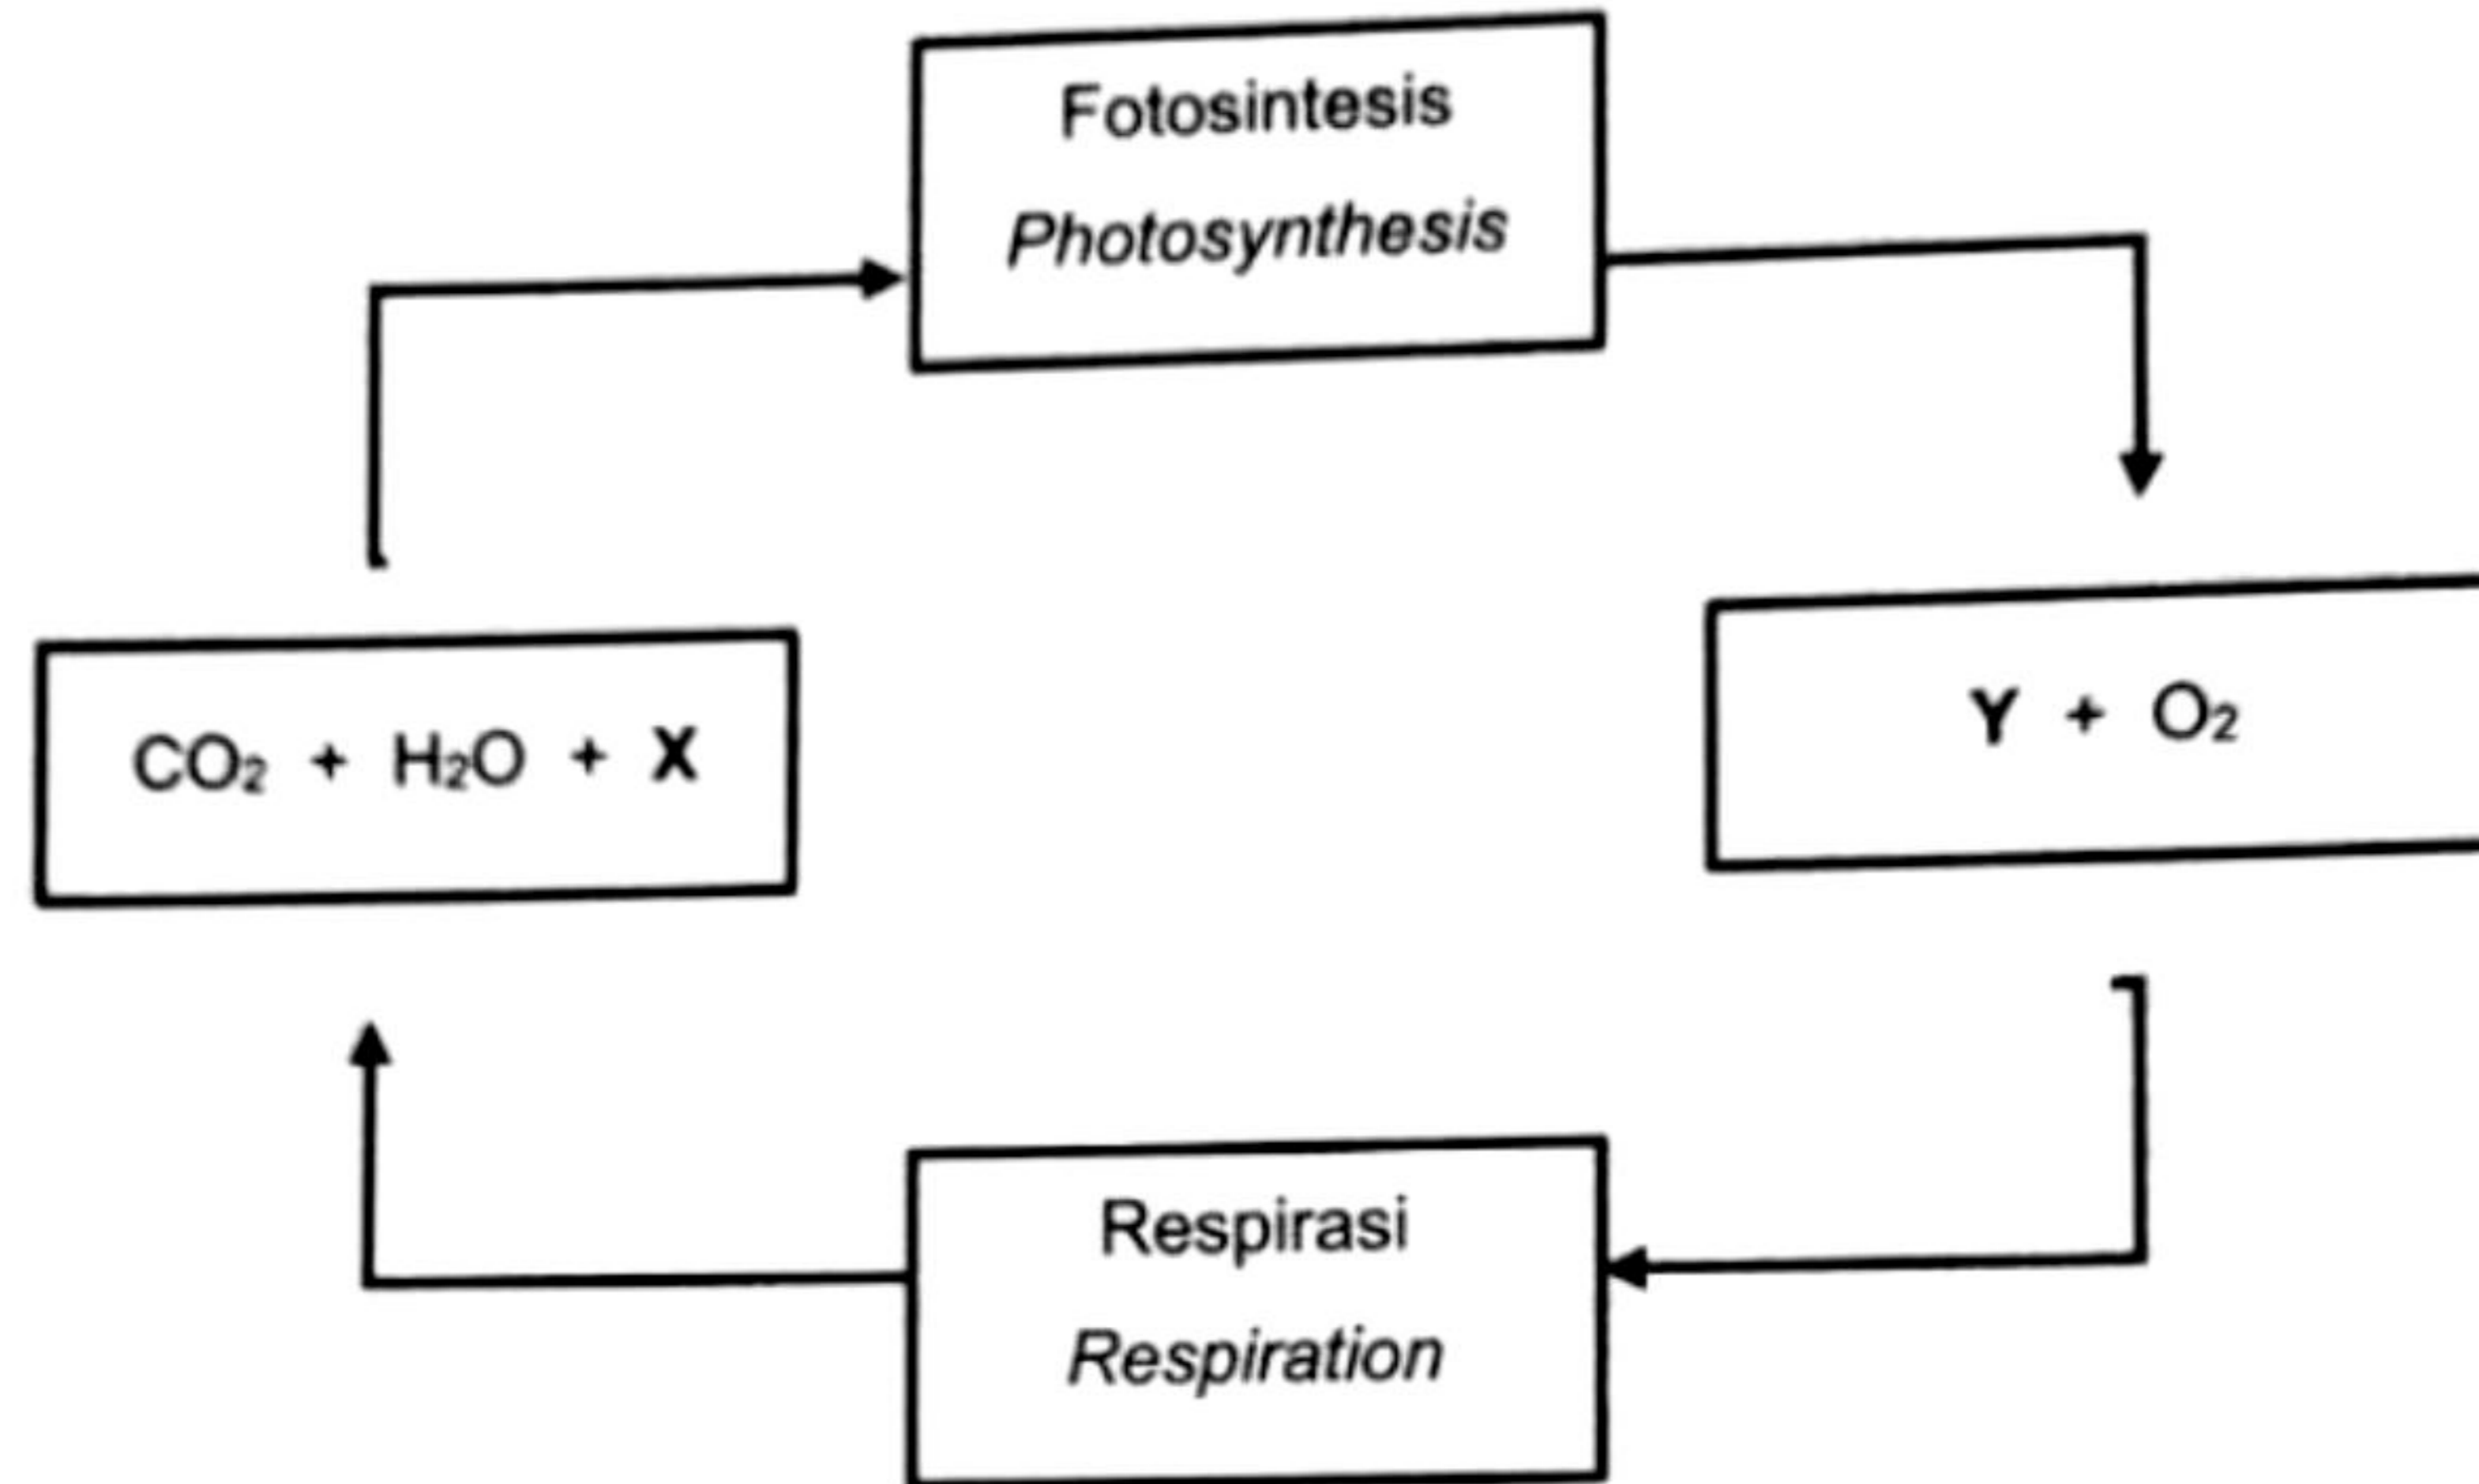 Fotosintesis
Photosynthesis
CO₂ + H₂O + X
Y + O₂
Respirasi
Respiration